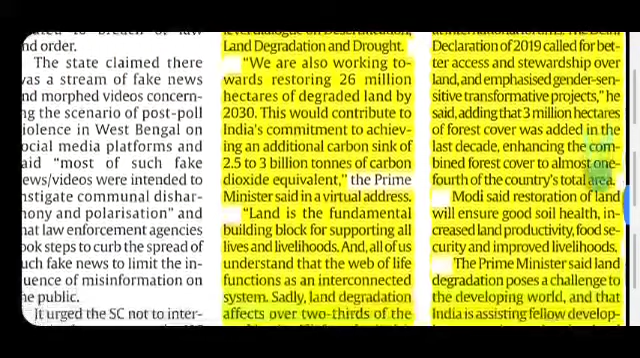 nd order.
The state claimed there
was a stream of fake news
nd morphed videos concern-
ng the scenario of post-poll
iolence in West Bengal on
ocial media platforms and
aid "most of such fake
ews/videos were intended to
nstigate communal dishar-
mony and polarisation" and
hat law enforcement agencies
ook steps to curb the spread of
uch fake news to limit the in-
uence of misinformation on
he public.
It urged the SC not to inter-
level dialogue on Desertification,
Land Degradation and Drought.
"We are also working to-
wards restoring 26 million
hectares of degraded land by
2030. This would contribute to
India's commitment to achiev-
ing an additional carbon sink of
2.5 to 3 billion tonnes of carbon
dioxide equivalent," the Prime
Minister said in a virtual address.
"Land is the fundamental
building block for supporting all
lives and livelihoods. And, all of us
understand that the web of life
functions as an interconnected
system. Sadly, land degradation
affects over two-thirds of the
Declaration of 2019 called for bet-
ter access and stewardship over
land, and emphasised gender-sen-
sitive transformative projects," he
said, adding that 3 million hectares
of forest cover was added in the
last decade, enhancing the com-
bined forest cover to almost one-
fourth of the country's total area.
Modi said restoration of land
will ensure good soil health, in-
creased land productivity, food se-
curity and improved livelihoods.
The Prime Minister said land
degradation poses a challenge to
the developing world, and that
India is assisting fellow develop-